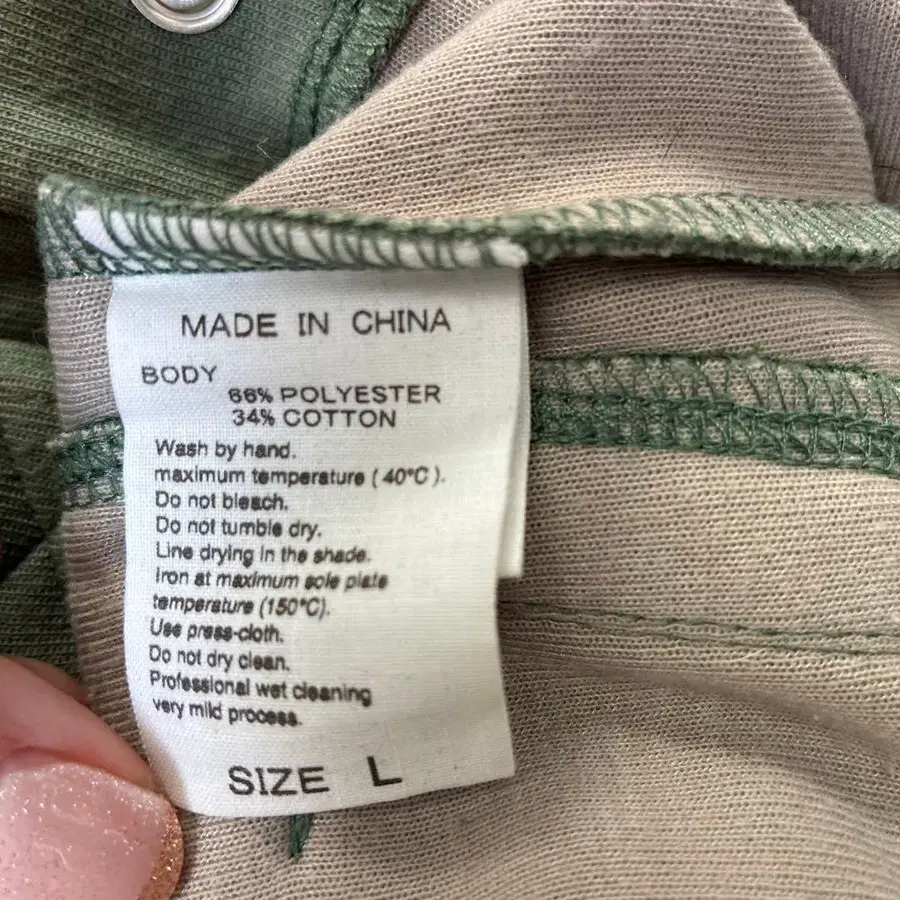 MADE IN CHINA
BODY
66% POLYESTER
34% COTTON
Wash by hand.
maximum temperature ( 40°C ).
Do not bleach.
Do not tumble dry.
Line drying in the shade.
Iron at maximum sole plate
temperature (150°C).
Use press-cloth.
Do not dry clean.
Professional wet cleaning
very mild process.
SIZE L